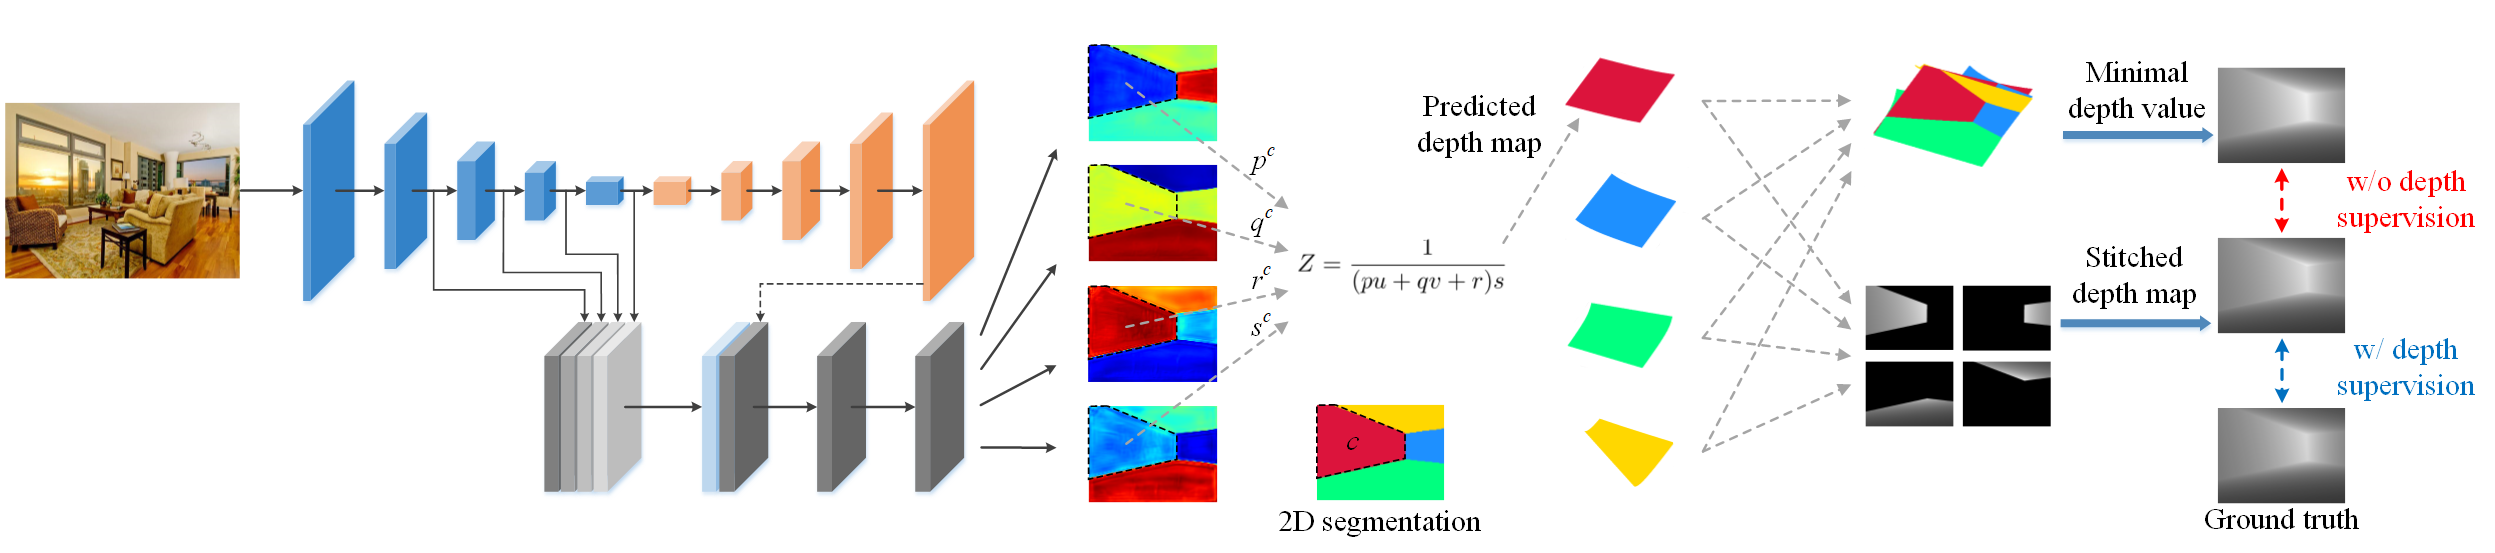 p^c
q^c
r^c
s^c
Z = 1 / (pu + qv + r)s
c
2D segmentation
Predicted
depth map
Minimal
depth value
Stitched
depth map
w/o depth
supervision
w/ depth
supervision
Ground truth